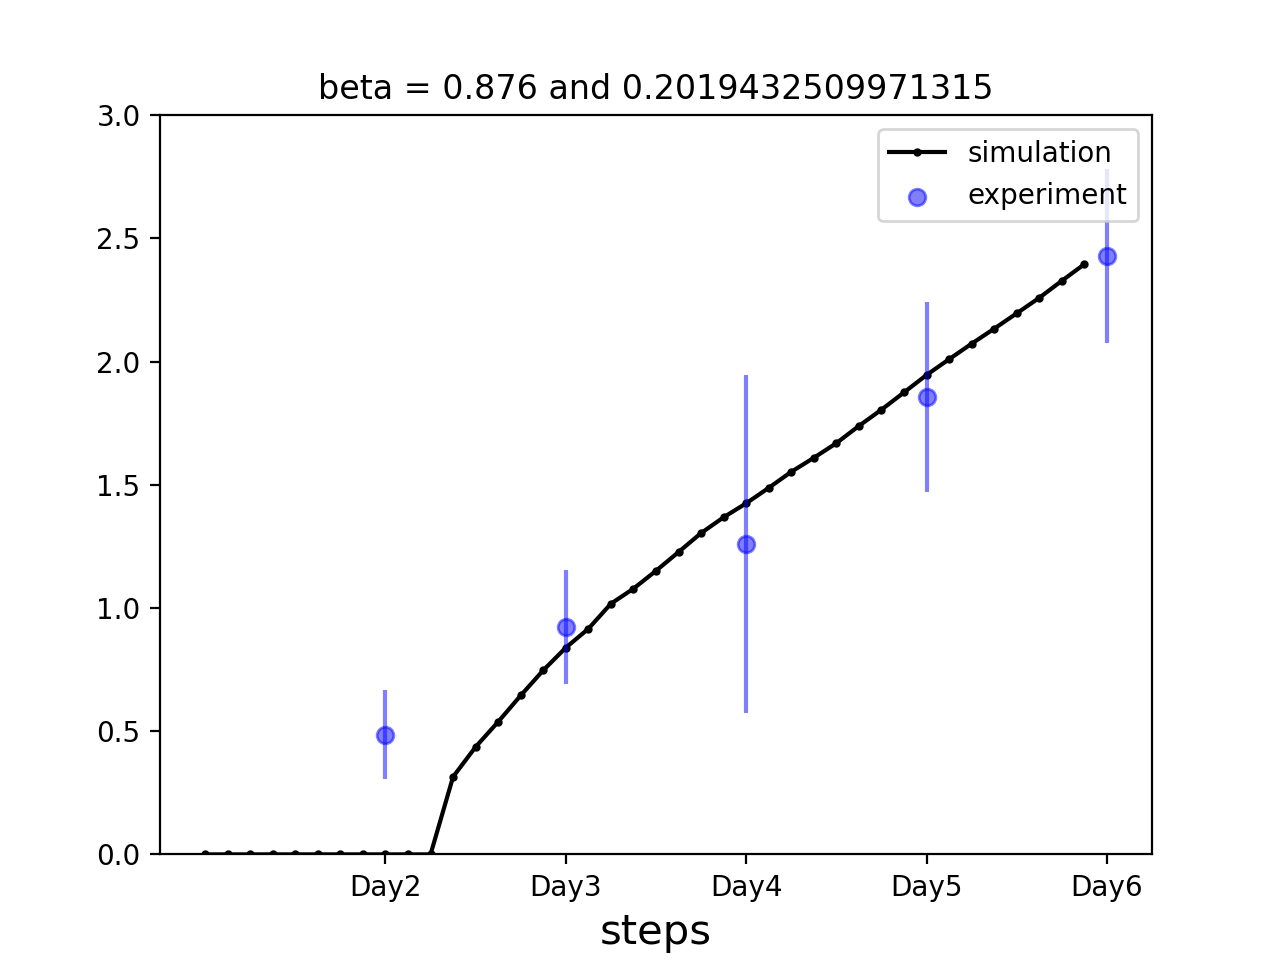 beta = 0.876 and 0.2019432509971315
3.0
simulation
experiment
2.5
2.0
1.5
1.0
0.5
0.0
Day2 Day3 Day4 Day5 Day6
steps